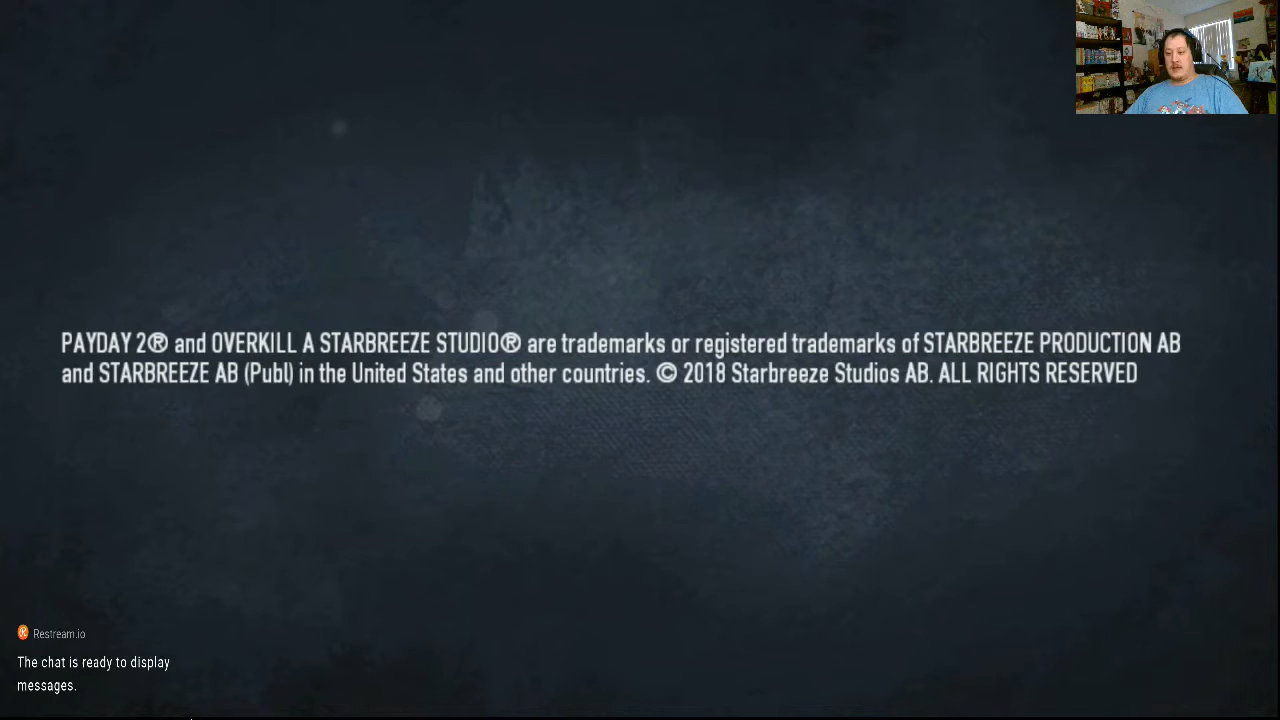 PAYDAY 2® and OVERKILL A STARBREEZE STUDIO® are trademarks or registered trademarks of STARBREEZE PRODUCTION AB
and STARBREEZE AB (Publ) in the United States and other countries. © 2018 Starbreeze Studios AB. ALL RIGHTS RESERVED
Restream.io
The chat is ready to display
messages.